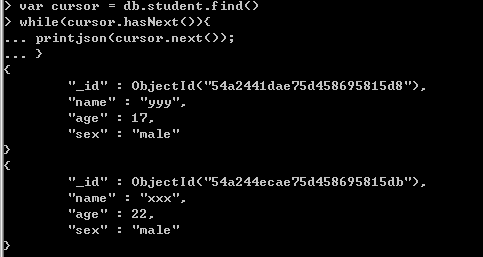 > var cursor = db.student.find()
> while(cursor.hasNext()){
... printjson(cursor.next());
... }
{
        "_id" : ObjectId("54a2441dae75d458695815d8"),
        "name" : "yyy",
        "age" : 17,
        "sex" : "male"
}
{
        "_id" : ObjectId("54a244ecae75d458695815db"),
        "name" : "xxx",
        "age" : 22,
        "sex" : "male"
}